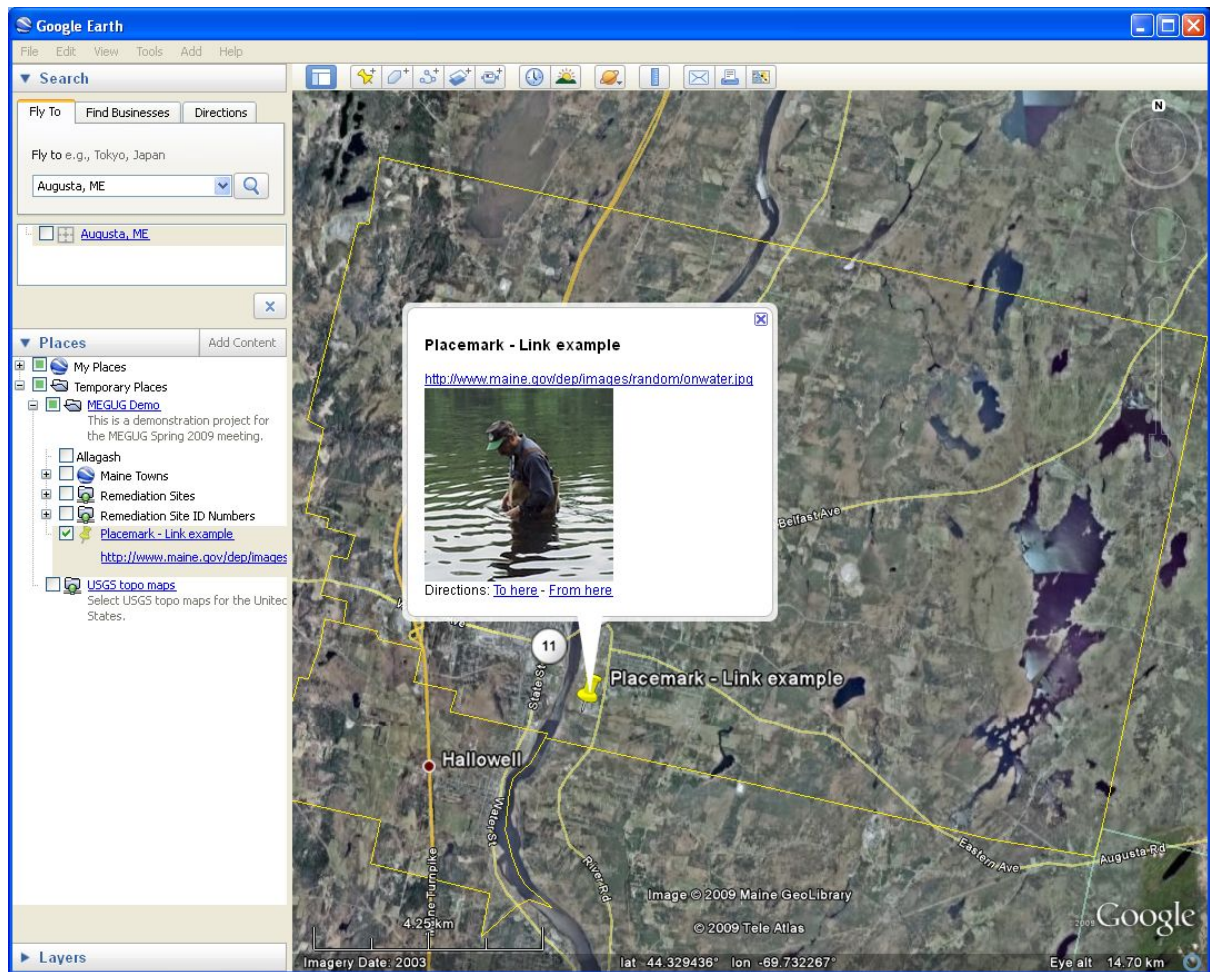 Google Earth
File Edit View Tools Add Help
Search
Fly To Find Businesses Directions
Fly to e.g., Tokyo, Japan
Augusta, ME
Augusta, ME
Places Add Content
My Places
Temporary Places
MEGUG Demo
This is a demonstration project for
the MEGUG Spring 2009 meeting.
Allagash
Maine Towns
Remediation Sites
Remediation Site ID Numbers
Placemark - Link example
http://www.maine.gov/dep/images
USGS topo maps
Select USGS topo maps for the United
States.
Layers
N
Placemark - Link example
http://www.maine.gov/dep/images/random/onwater.jpg
Directions: To here - From here
Belfast Ave
11
State St
Placemark - Link example
Hallowell
Water St
River Rd
Eastern Ave
Augusta Rd
Turnpike
Image © 2009 Maine GeoLibrary
© 2009 Tele Atlas
4.25 km
©2009 Google
Imagery Date: 2003 lat 44.329436° lon -69.732267° Eye alt 14.70 km